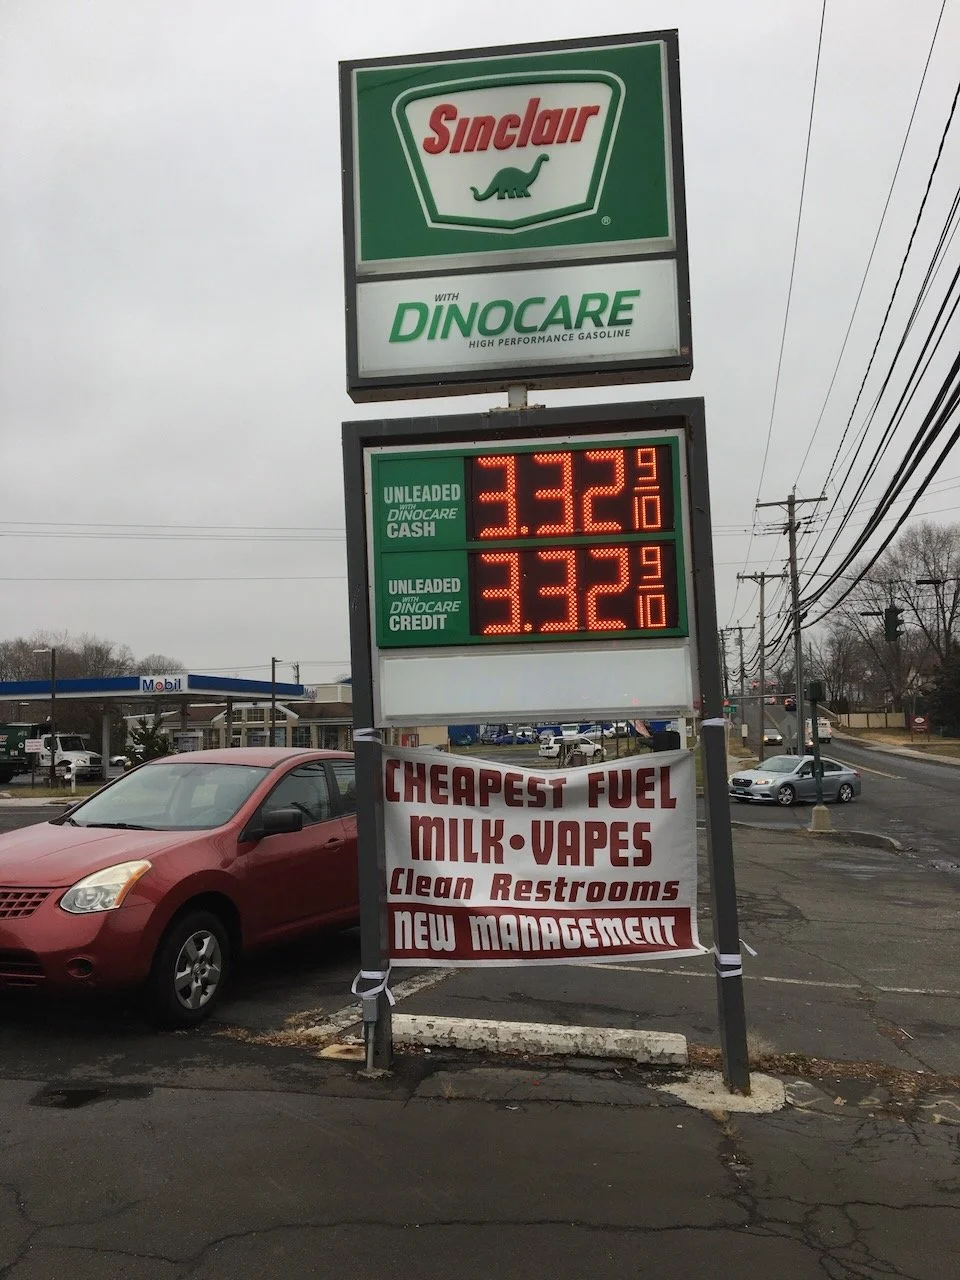 Sinclair
®
WITH
DINOCARE
HIGH PERFORMANCE GASOLINE
UNLEADED
WITH
DINOCARE
CASH
3.32 9/10
UNLEADED
WITH
DINOCARE
CREDIT
3.32 9/10
Mobil
CHEAPEST FUEL
MILK•VAPES
Clean Restrooms
NEW MANAGEMENT